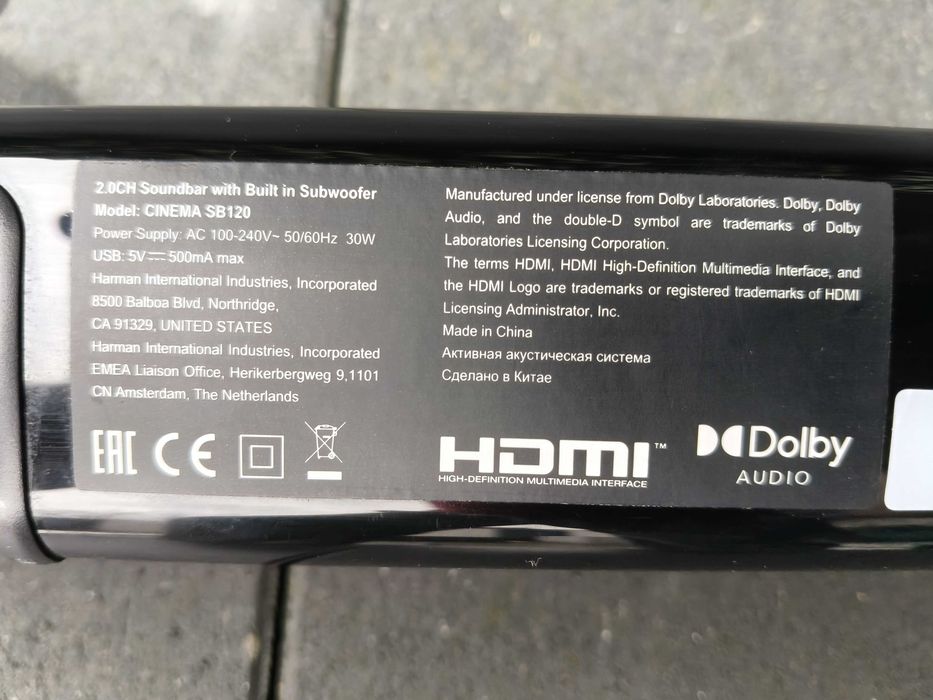 2.0CH Soundbar with Built in Subwoofer
Model: CINEMA SB120
Power Supply: AC 100-240V~ 50/60Hz 30W
USB: 5V⎓ 500mA max
Harman International Industries, Incorporated
8500 Balboa Blvd, Northridge,
CA 91329, UNITED STATES
Harman International Industries, Incorporated
EMEA Liaison Office, Herikerbergweg 9,1101
CN Amsterdam, The Netherlands
Manufactured under license from Dolby Laboratories. Dolby, Dolby
Audio, and the double-D symbol are trademarks of Dolby
Laboratories Licensing Corporation.
The terms HDMI, HDMI High-Definition Multimedia Interface, and
the HDMI Logo are trademarks or registered trademarks of HDMI
Licensing Administrator, Inc.
Made in China
Активная акустическая система
Сделано в Китае
EAC CE
HDMI™
HIGH-DEFINITION MULTIMEDIA INTERFACE
Dolby
AUDIO